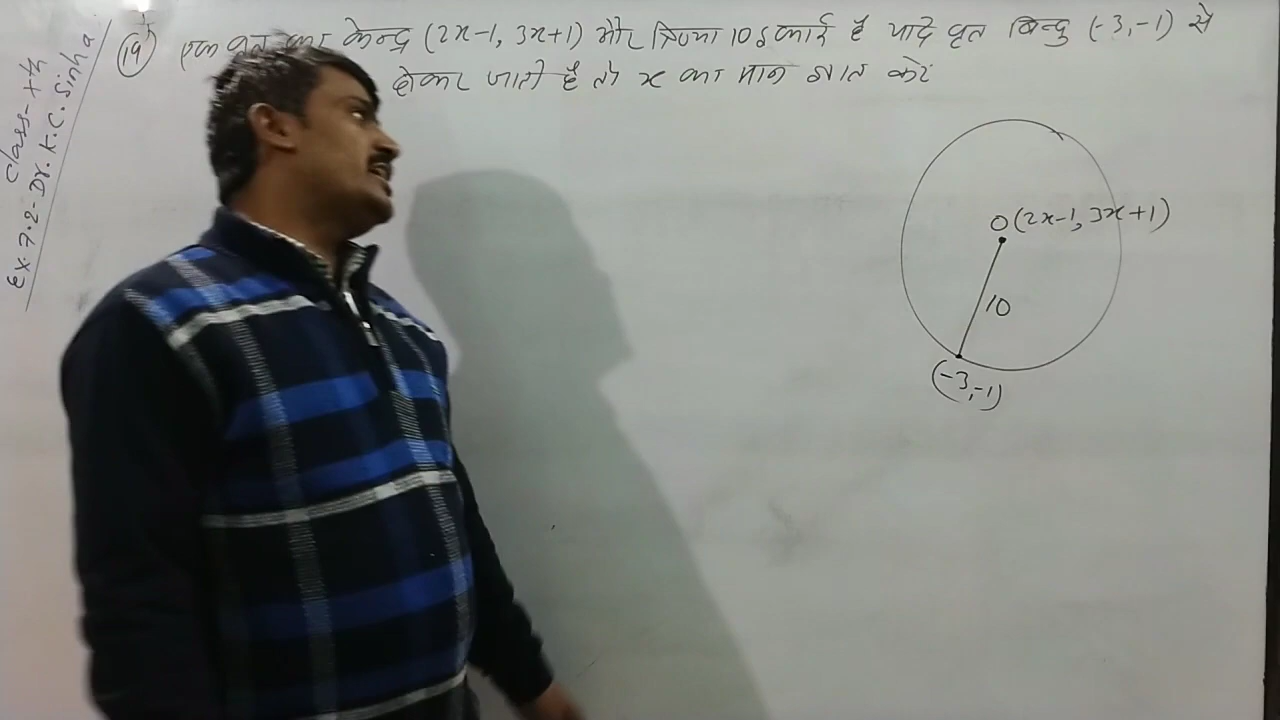 Class - Xth
Ex. 7.2 - Dr. K.C. Sinha
(19) एक वृत का केन्द्र (2x-1, 3x+1) और त्रिज्या 10 इकाई है यदि वृत बिन्दु (-3,-1) से
होकर जाती है तो x का मान ज्ञात करें
O(2x-1, 3x+1)
10
(-3,-1)